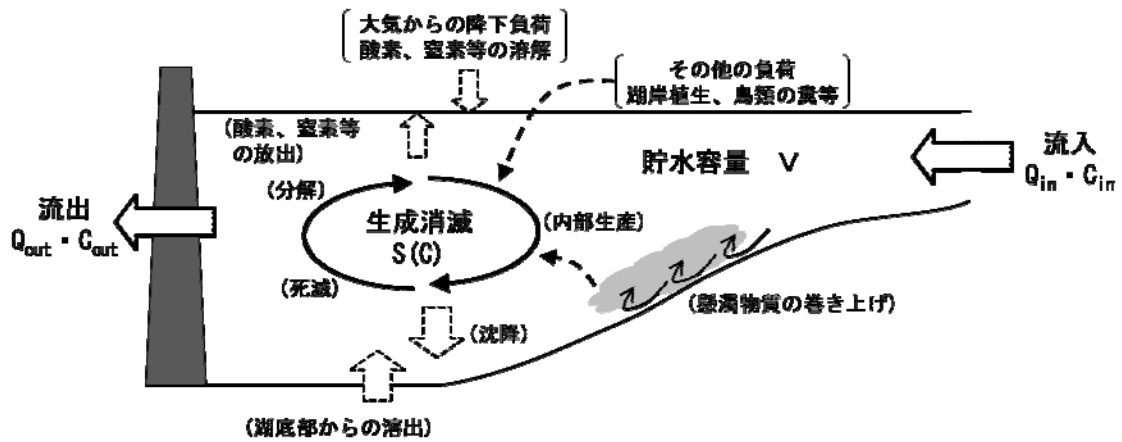 大気からの降下負荷
酸素、窒素等の溶解
その他の負荷
湖岸植生、鳥類の糞等
(酸素、窒素等
の放出)
貯水容量 V
流入
Qin・Cin
(分解)
流出
Qout・Cout
生成消滅
S(C)
(内部生産)
(死滅)
(懸濁物質の巻き上げ)
(沈降)
(湖底部からの溶出)